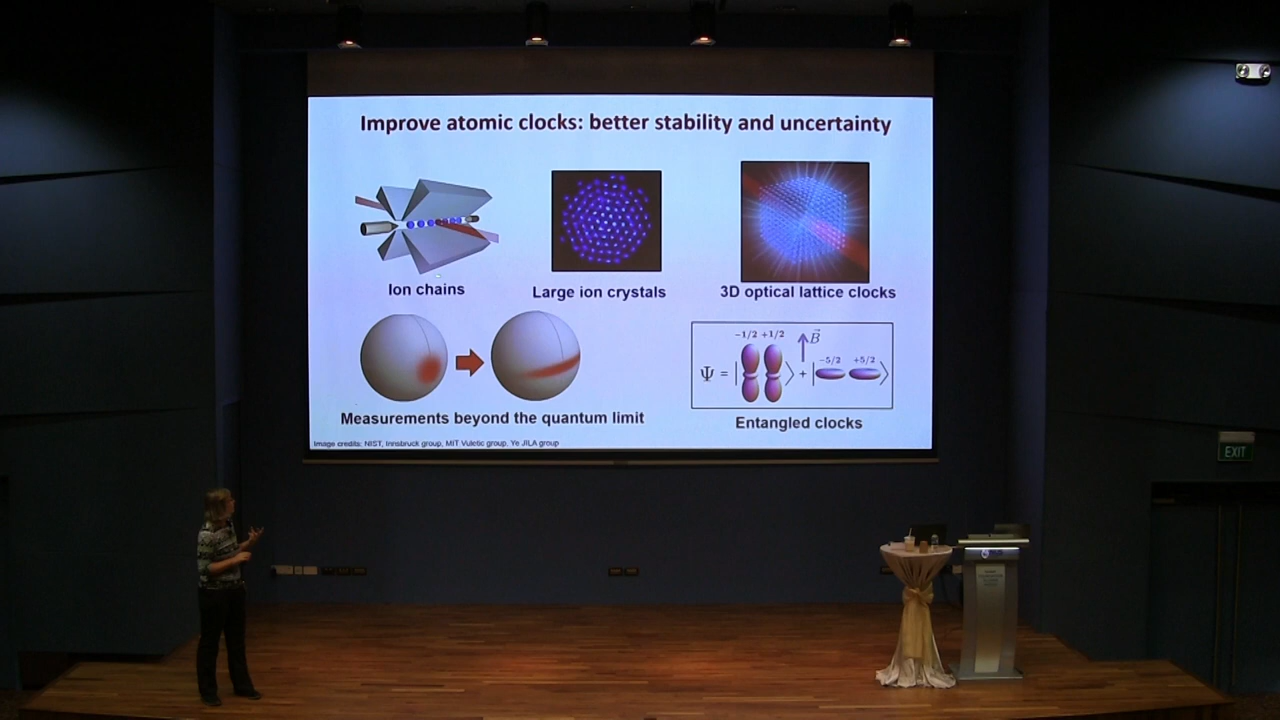 Improve atomic clocks: better stability and uncertainty
Ion chains
Large ion crystals
3D optical lattice clocks
Measurements beyond the quantum limit
−1/2 +1/2
B⃗
−5/2 +5/2
Ψ = | ⟩ + | ⟩
Entangled clocks
Image credits: NIST, Innsbruck group, MIT Vuletic group, Ye JILA group
EXIT